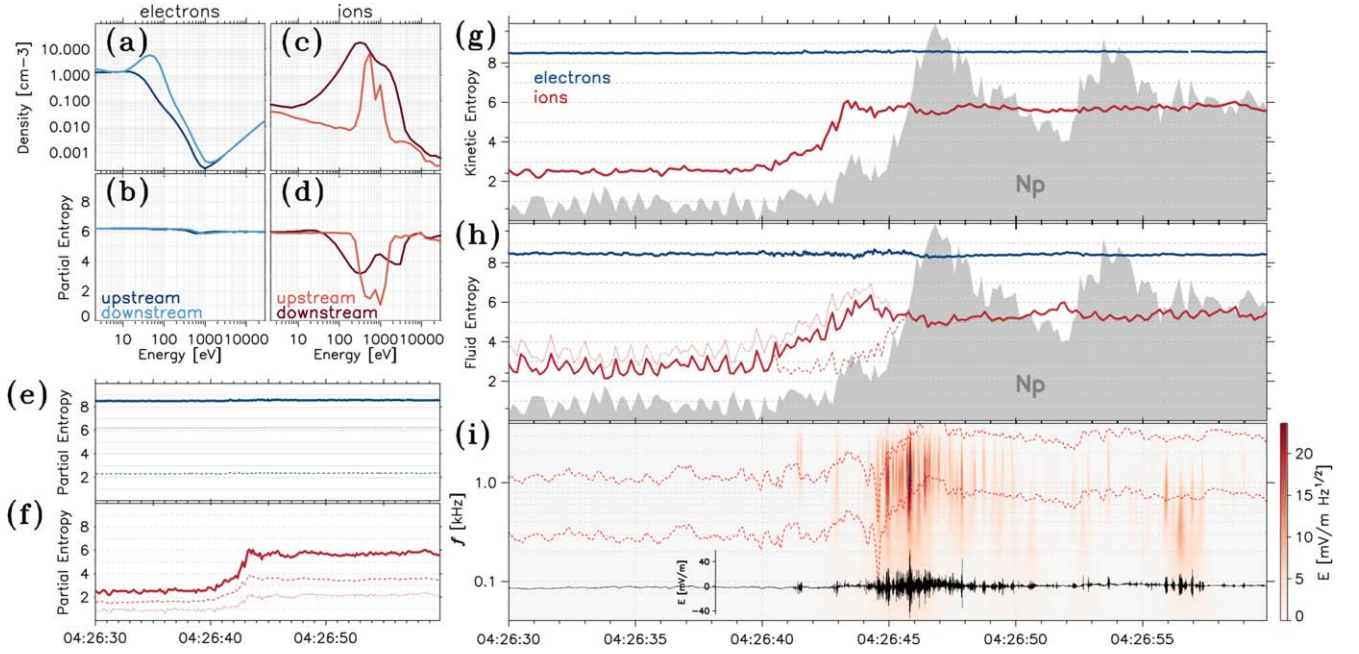 electrons
ions
(a)
(c)
Density [cm-3]
10.000
1.000
0.100
0.010
0.001
(b)
(d)
Partial Entropy
8
6
4
2
0
upstream
downstream
upstream
downstream
10 100 1000 10000
10 100 1000 10000
Energy [eV]
Energy [eV]
(e)
Partial Entropy
8
6
4
2
(f)
Partial Entropy
8
6
4
2
04:26:30 04:26:40 04:26:50
(g)
Kinetic Entropy
8
6
4
2
electrons
ions
Np
(h)
Fluid Entropy
8
6
4
2
Np
(i)
f [kHz]
1.0
0.1
E [mV/m]
40
0
-40
04:26:30 04:26:35 04:26:40 04:26:45 04:26:50 04:26:55
20
15
10
5
0
E [mV/m Hz¹/²]